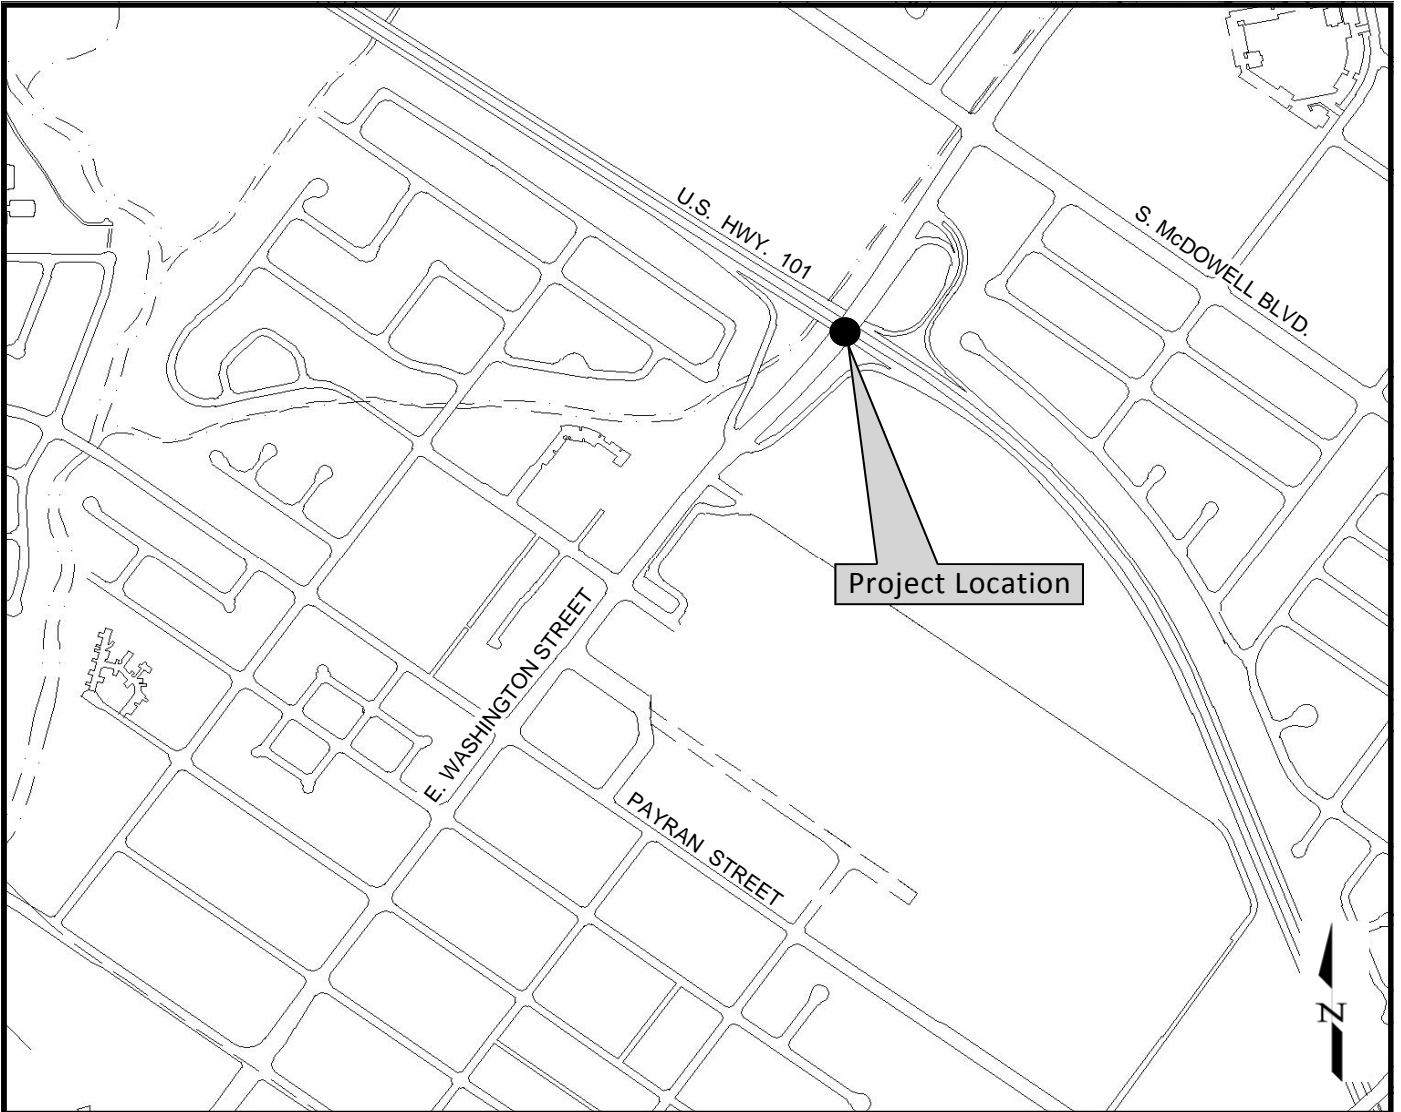 U.S. HWY. 101
S. McDOWELL BLVD.
Project Location
E. WASHINGTON STREET
PAYRAN STREET
N